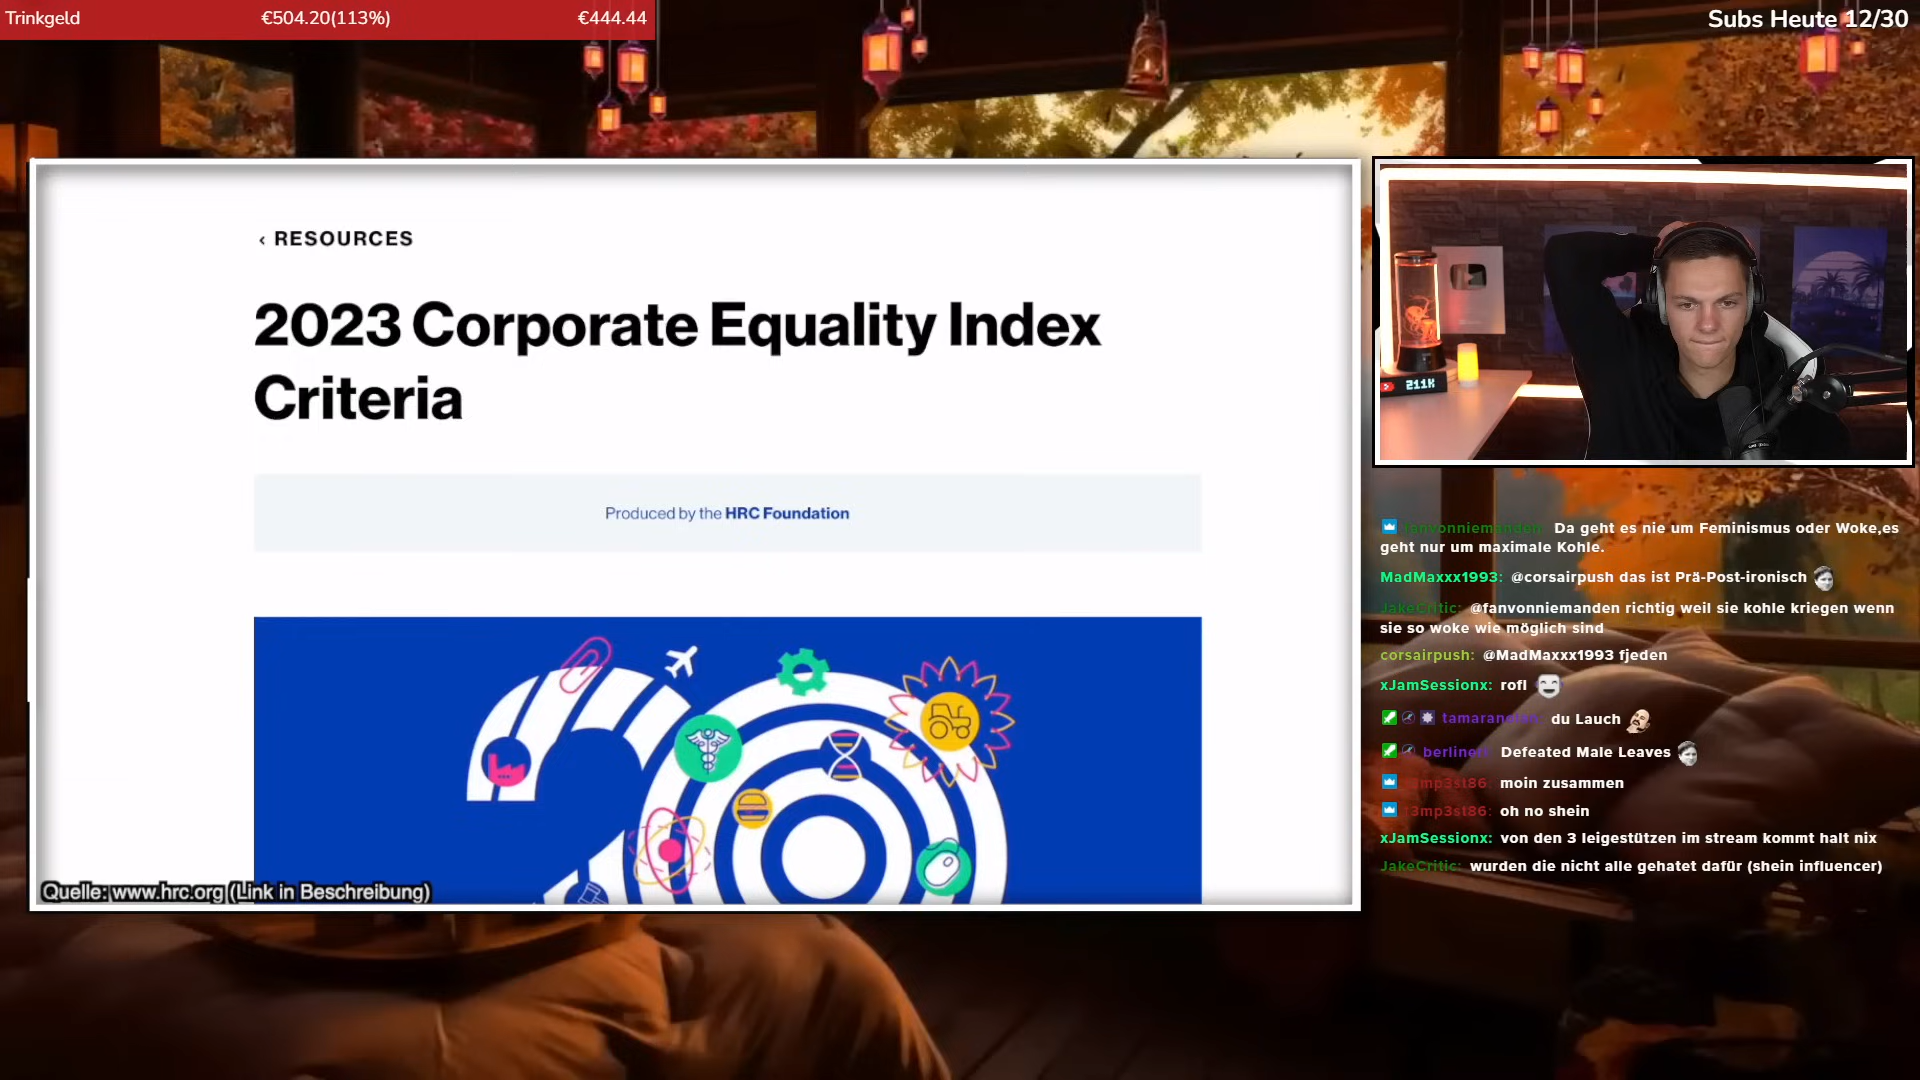 Trinkgeld €504.20(113%) €444.44
Subs Heute 12/30
‹ RESOURCES
2023 Corporate Equality Index
Criteria
Produced by the HRC Foundation
Quelle: www.hrc.org (Link in Beschreibung)
211K
fanvonniemanden: Da geht es nie um Feminismus oder Woke,es
geht nur um maximale Kohle.
MadMaxxx1993: @corsairpush das ist Prä-Post-ironisch
JakeCritic: @fanvonniemanden richtig weil sie kohle kriegen wenn
sie so woke wie möglich sind
corsairpush: @MadMaxxx1993 fjeden
xJamSessionx: rofl
du Lauch
Defeated Male Leaves
t3mp3st86: moin zusammen
t3mp3st86: oh no shein
xJamSessionx: von den 3 leigestützen im stream kommt halt nix
JakeCritic: wurden die nicht alle gehatet dafür (shein influencer)